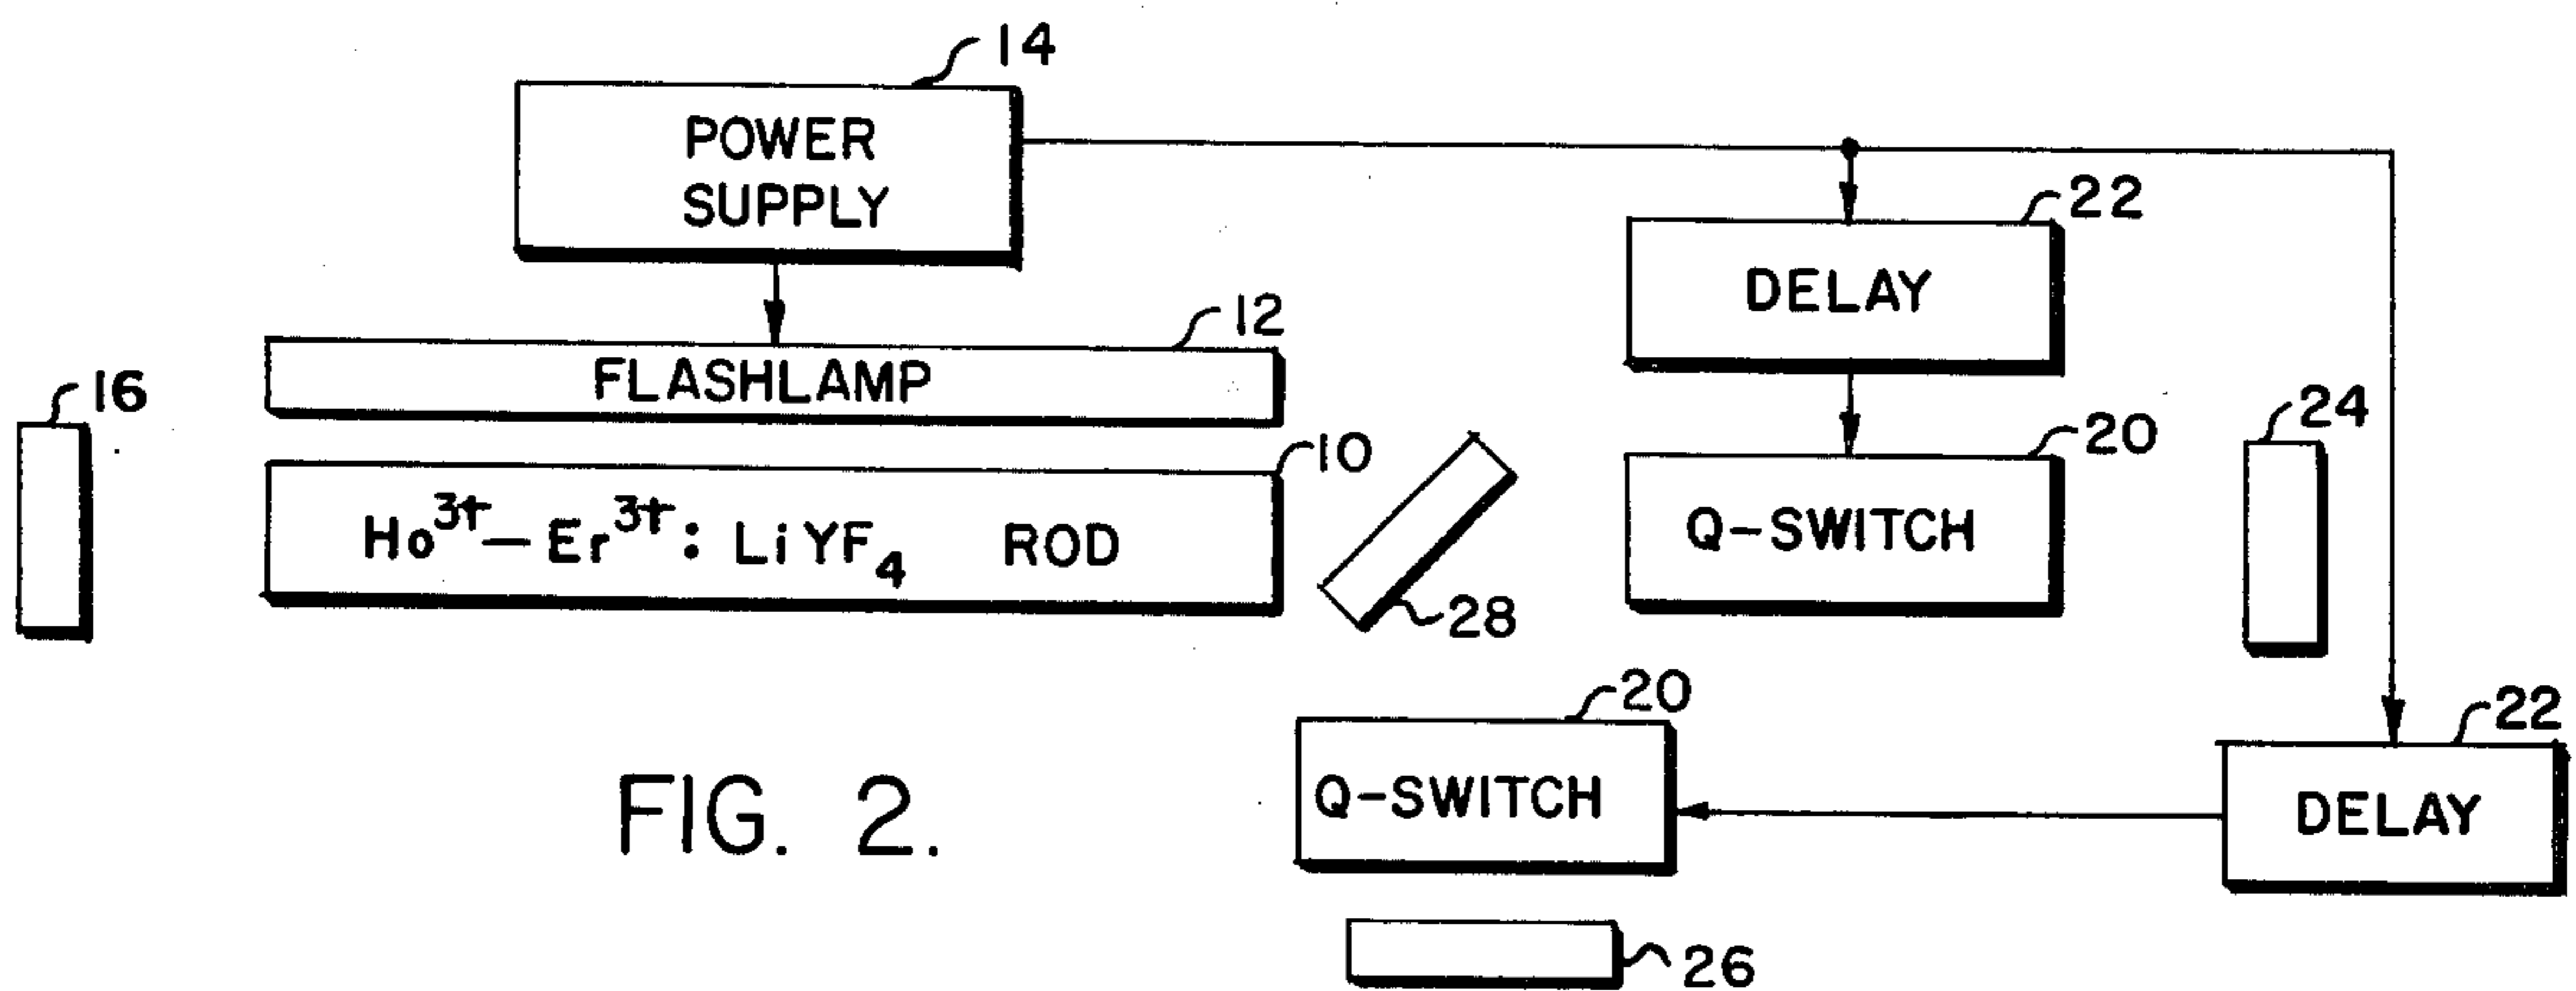 14
POWER
SUPPLY
22
DELAY
12
FLASHLAMP
16
24
20
10
Ho³⁺–Er³⁺: LiYF₄ ROD
Q-SWITCH
28
20
22
Q-SWITCH
DELAY
FIG. 2.
26